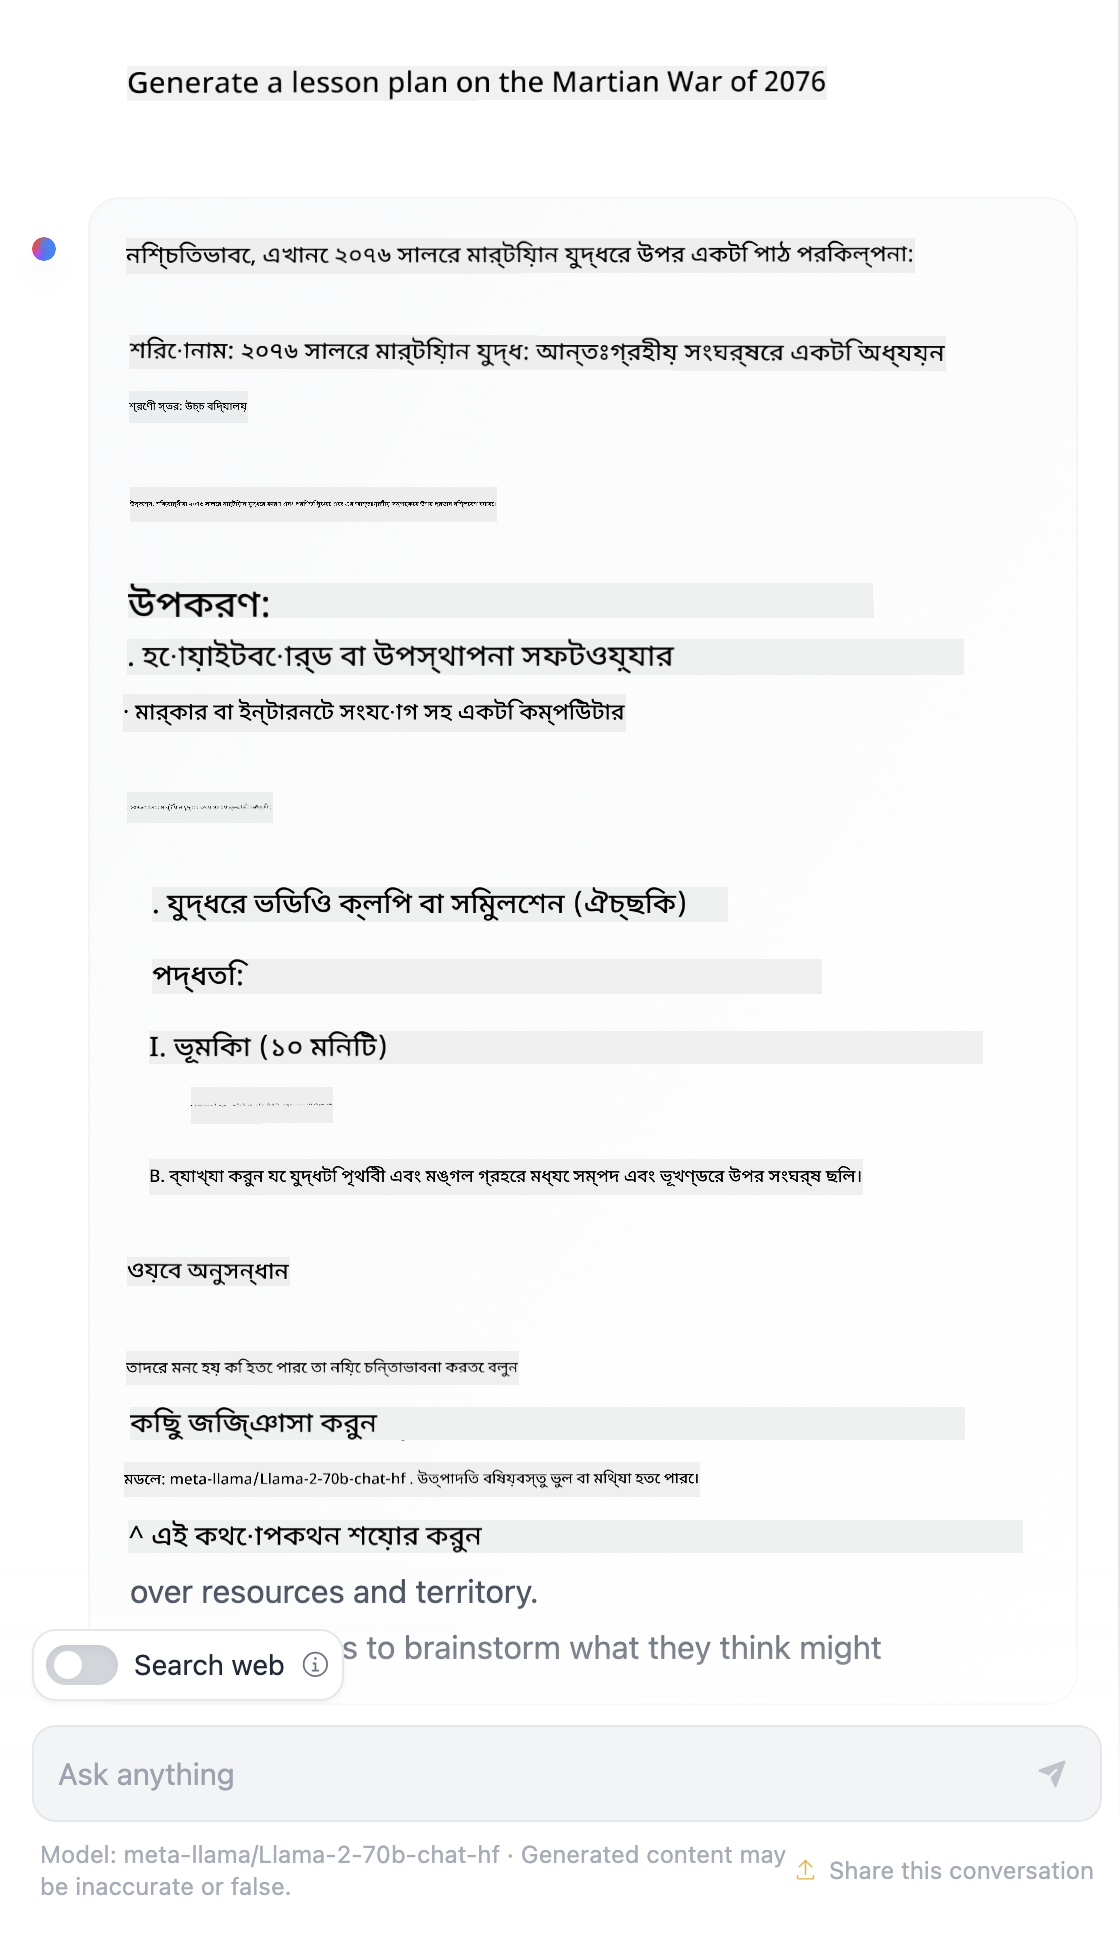 Generate a lesson plan on the Martian War of 2076
নিশ্চিতভাবে, এখানে ২০৭৬ সালের মার্টিয়ান যুদ্ধের উপর একটি পাঠ পরিকল্পনা:
শিরোনাম: ২০৭৬ সালের মার্টিয়ান যুদ্ধ: আন্তঃগ্রহীয় সংঘর্ষের একটি অধ্যয়ন
শ্রেণী স্তর: উচ্চ বিদ্যালয়
উপকরণ:
. হোয়াইটবোর্ড বা উপস্থাপনা সফটওয়্যার
· মার্কার বা ইন্টারনেট সংযোগ সহ একটি কম্পিউটার
. যুদ্ধের ভিডিও ক্লিপ বা সিমুলেশন (ঐচ্ছিক)
পদ্ধতি:
I. ভূমিকা (১০ মিনিট)
B. ব্যাখ্যা করুন যে যুদ্ধটি পৃথিবী এবং মঙ্গল গ্রহের মধ্যে সম্পদ এবং ভূখণ্ডের উপর সংঘর্ষ ছিল।
ওয়েব অনুসন্ধান
তাদের মনে হয় কি হতে পারে তা নিয়ে চিন্তাভাবনা করতে বলুন
কিছু জিজ্ঞাসা করুন
মডেল: meta-llama/Llama-2-70b-chat-hf . উত্পাদিত বিষয়বস্তু ভুল বা মিথ্যা হতে পারে।
^ এই কথোপকথন শেয়ার করুন
over resources and territory.
s to brainstorm what they think might
Search web
Ask anything
Model: meta-llama/Llama-2-70b-chat-hf · Generated content may
be inaccurate or false.
Share this conversation